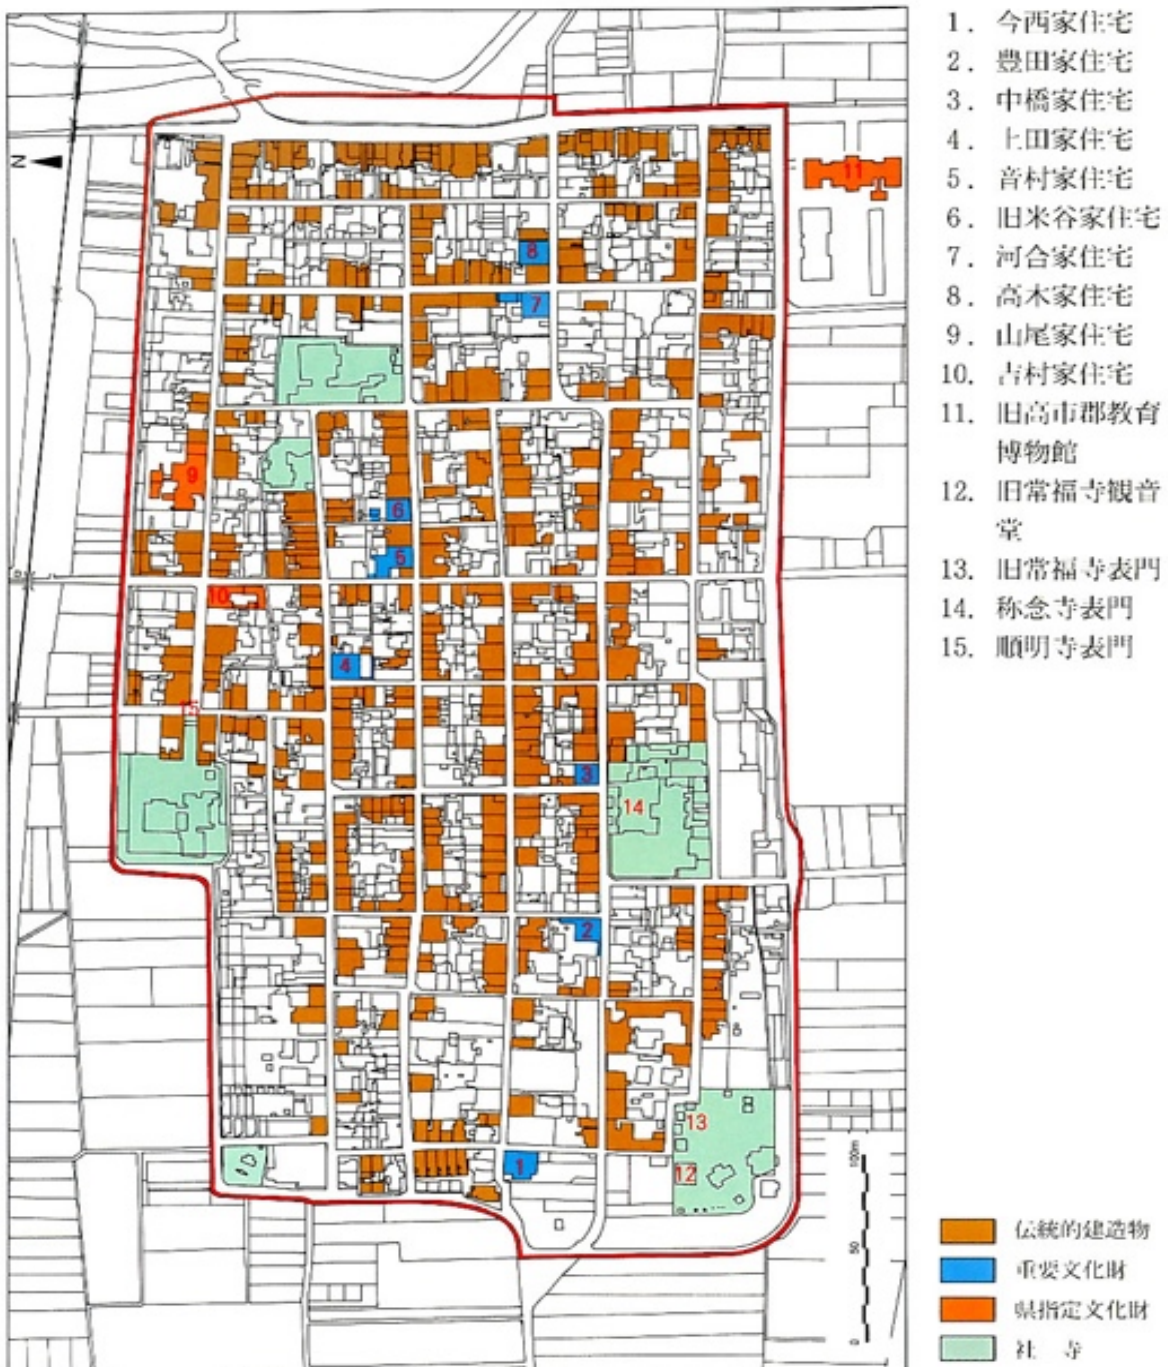 1. 今西家住宅
2. 豊田家住宅
3. 中橋家住宅
4. 上田家住宅
5. 音村家住宅
6. 旧米谷家住宅
7. 河合家住宅
8. 高木家住宅
9. 山尾家住宅
10. 吉村家住宅
11. 旧高市郡教育
博物館
12. 旧常福寺観音
堂
13. 旧常福寺表門
14. 称念寺表門
15. 順明寺表門
N
11
8
7
9
6
5
10
4
15
3
14
2
13
12
1
100m
50
0
伝統的建造物
重要文化財
県指定文化財
社 寺